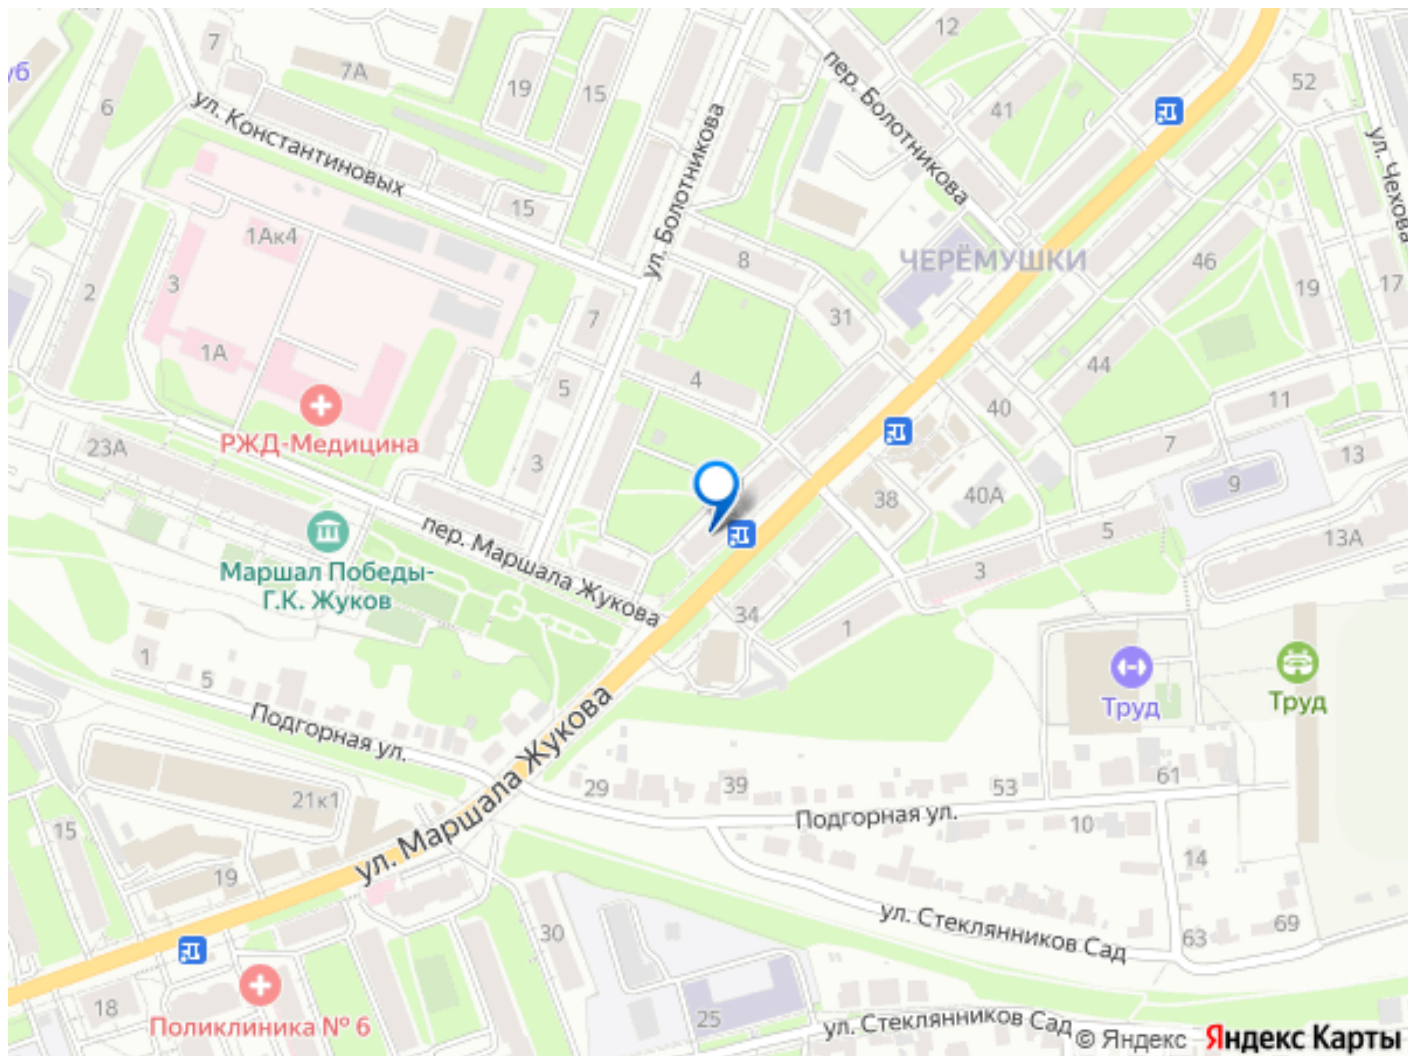 12
7
7А
уб
19
15
41
52
6
ул. Константиновых
пер. Болотникова
ул. Болотникова
ул. Чехова
15
1Ак4
8
ЧЕРЁМУШКИ
46
3
2
19
17
7
31
1А
4
44
5
40
11
РЖД-Медицина
23А
3
7
13
38
40А
9
пер. Маршала Жукова
5
13А
Маршал Победы-
Г.К. Жуков
3
34
1
1
5
Труд
Труд
Подгорная ул.
ул. Маршала Жукова
29
39
53
61
21к1
Подгорная ул.
10
15
14
19
ул. Стеклянников Сад
30
63
69
18
Поликлиника № 6
25
ул. Стеклянников Сад
© Яндекс Яндекс Карты